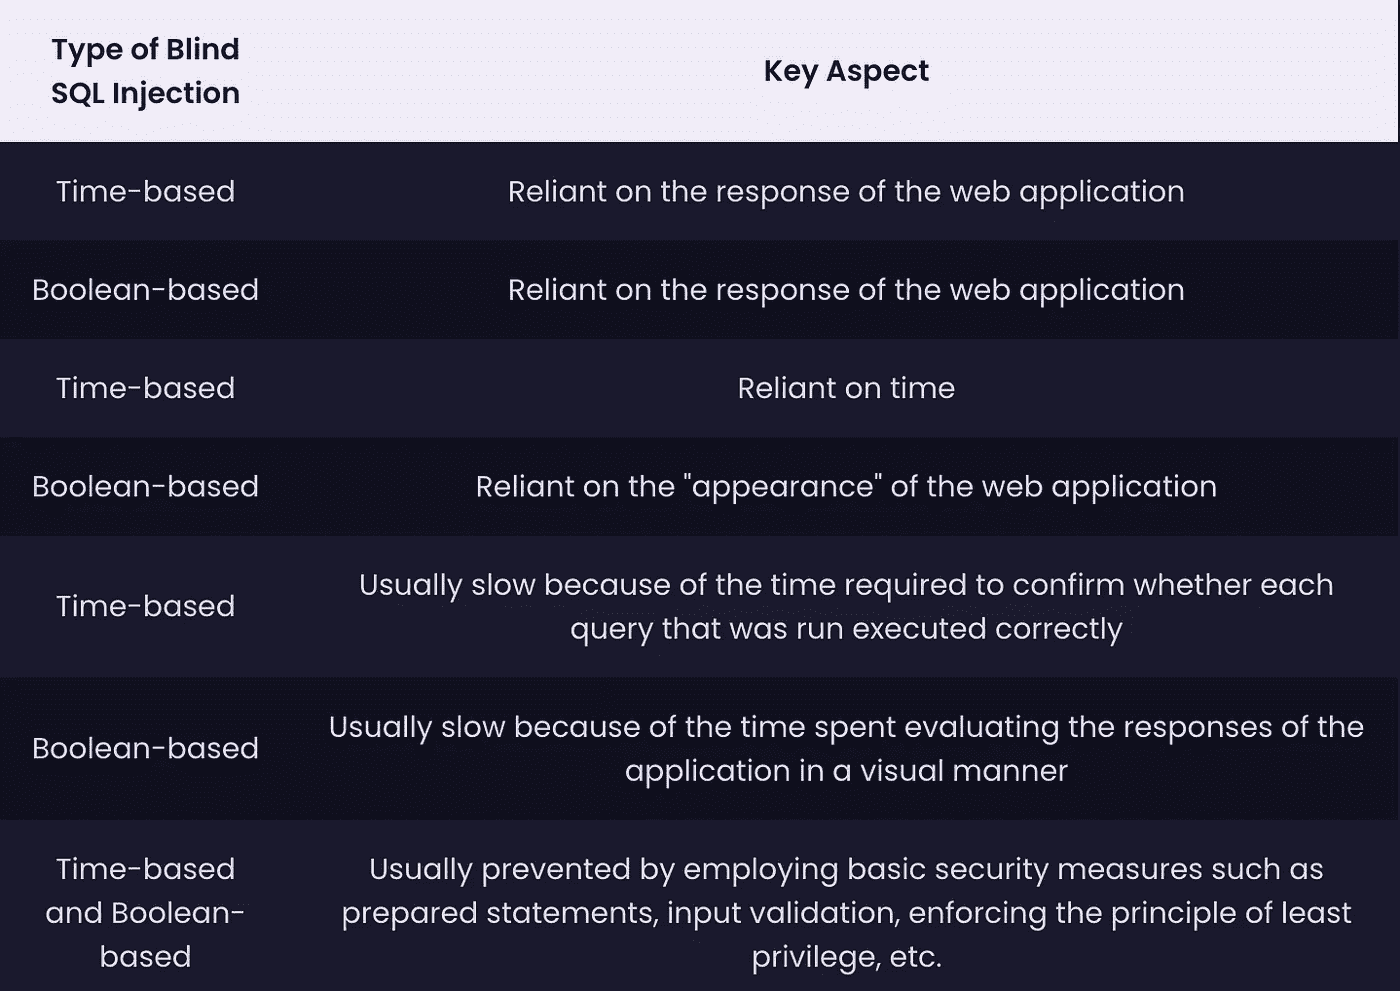 Type of Blind
SQL Injection
Key Aspect
Time-based
Reliant on the response of the web application
Boolean-based
Reliant on the response of the web application
Time-based
Reliant on time
Boolean-based
Reliant on the "appearance" of the web application
Time-based
Usually slow because of the time required to confirm whether each
query that was run executed correctly
Boolean-based
Usually slow because of the time spent evaluating the responses of the
application in a visual manner
Time-based
and Boolean-
based
Usually prevented by employing basic security measures such as
prepared statements, input validation, enforcing the principle of least
privilege, etc.